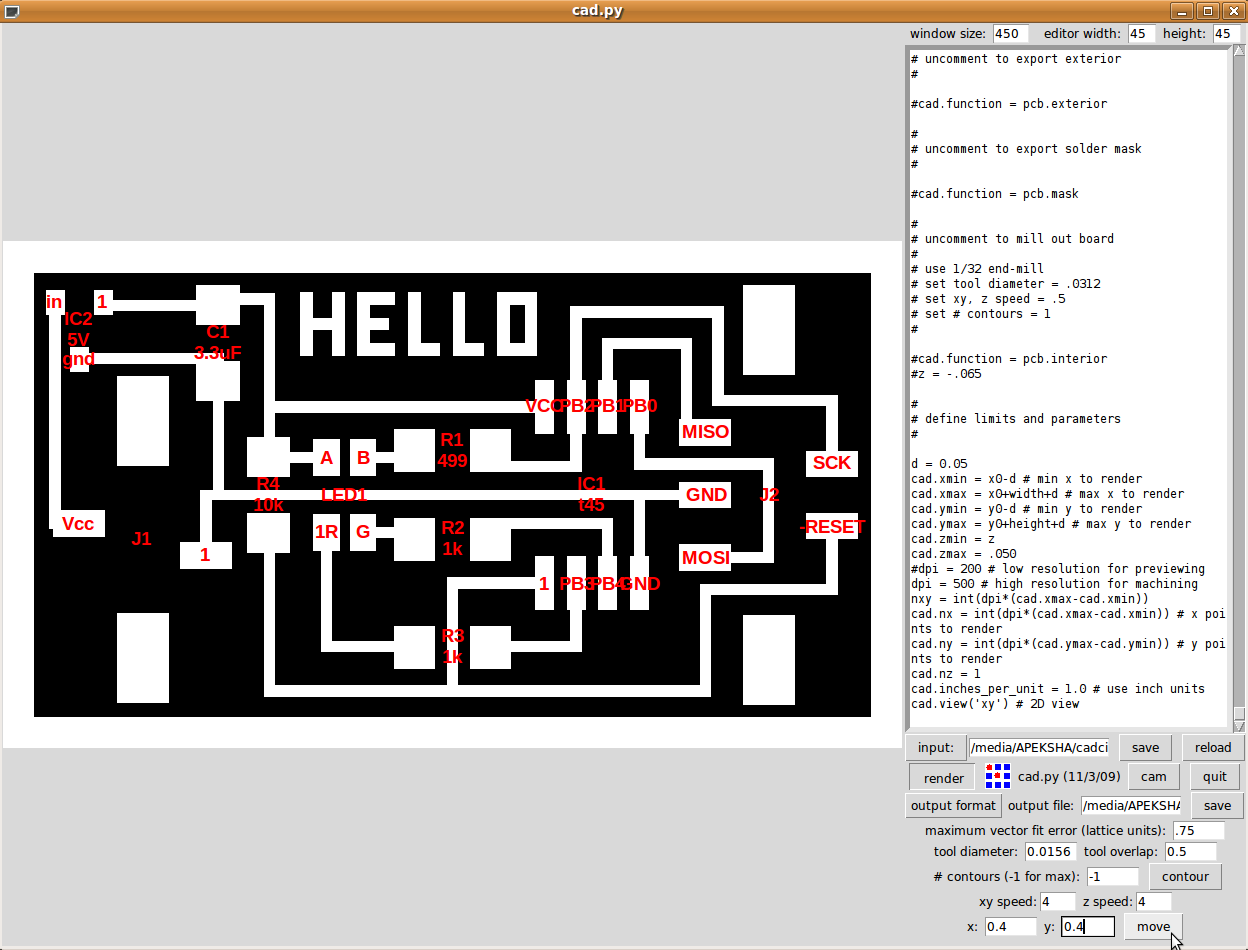 cad.py
window size: 450 editor width: 45 height: 45
# uncomment to export exterior
#
#cad.function = pcb.exterior
#
# uncomment to export solder mask
#
#cad.function = pcb.mask
#
# uncomment to mill out board
#
# use 1/32 end-mill
# set tool diameter = .0312
# set xy, z speed = .5
# set # contours = 1
#
#cad.function = pcb.interior
#z = -.065
#
# define limits and parameters
#
d = 0.05
cad.xmin = x0-d # min x to render
cad.xmax = x0+width+d # max x to render
cad.ymin = y0-d # min y to render
cad.ymax = y0+height+d # max y to render
cad.zmin = z
cad.zmax = .050
#dpi = 200 # low resolution for previewing
dpi = 500 # high resolution for machining
nxy = int(dpi*(cad.xmax-cad.xmin))
cad.nx = int(dpi*(cad.xmax-cad.xmin)) # x poi
nts to render
cad.ny = int(dpi*(cad.ymax-cad.ymin)) # y poi
nts to render
cad.nz = 1
cad.inches_per_unit = 1.0 # use inch units
cad.view('xy') # 2D view
HELLO
in 1
IC2
5V
gnd
C1
3.3uF
VCC PB2 PB1 PB0
MISO
R1
499
A B
SCK
R4
10k
LED1
IC1
t45
GND
J2
Vcc
J1
1
1R G
R2
1k
-RESET
MOSI
1 PB3 PB4 GND
R3
1k
input: /media/APEKSHA/cadci save reload
render cad.py (11/3/09) cam quit
output format output file: /media/APEKSHA save
maximum vector fit error (lattice units): .75
tool diameter: 0.0156 tool overlap: 0.5
# contours (-1 for max): -1 contour
xy speed: 4 z speed: 4
x: 0.4 y: 0.4 move